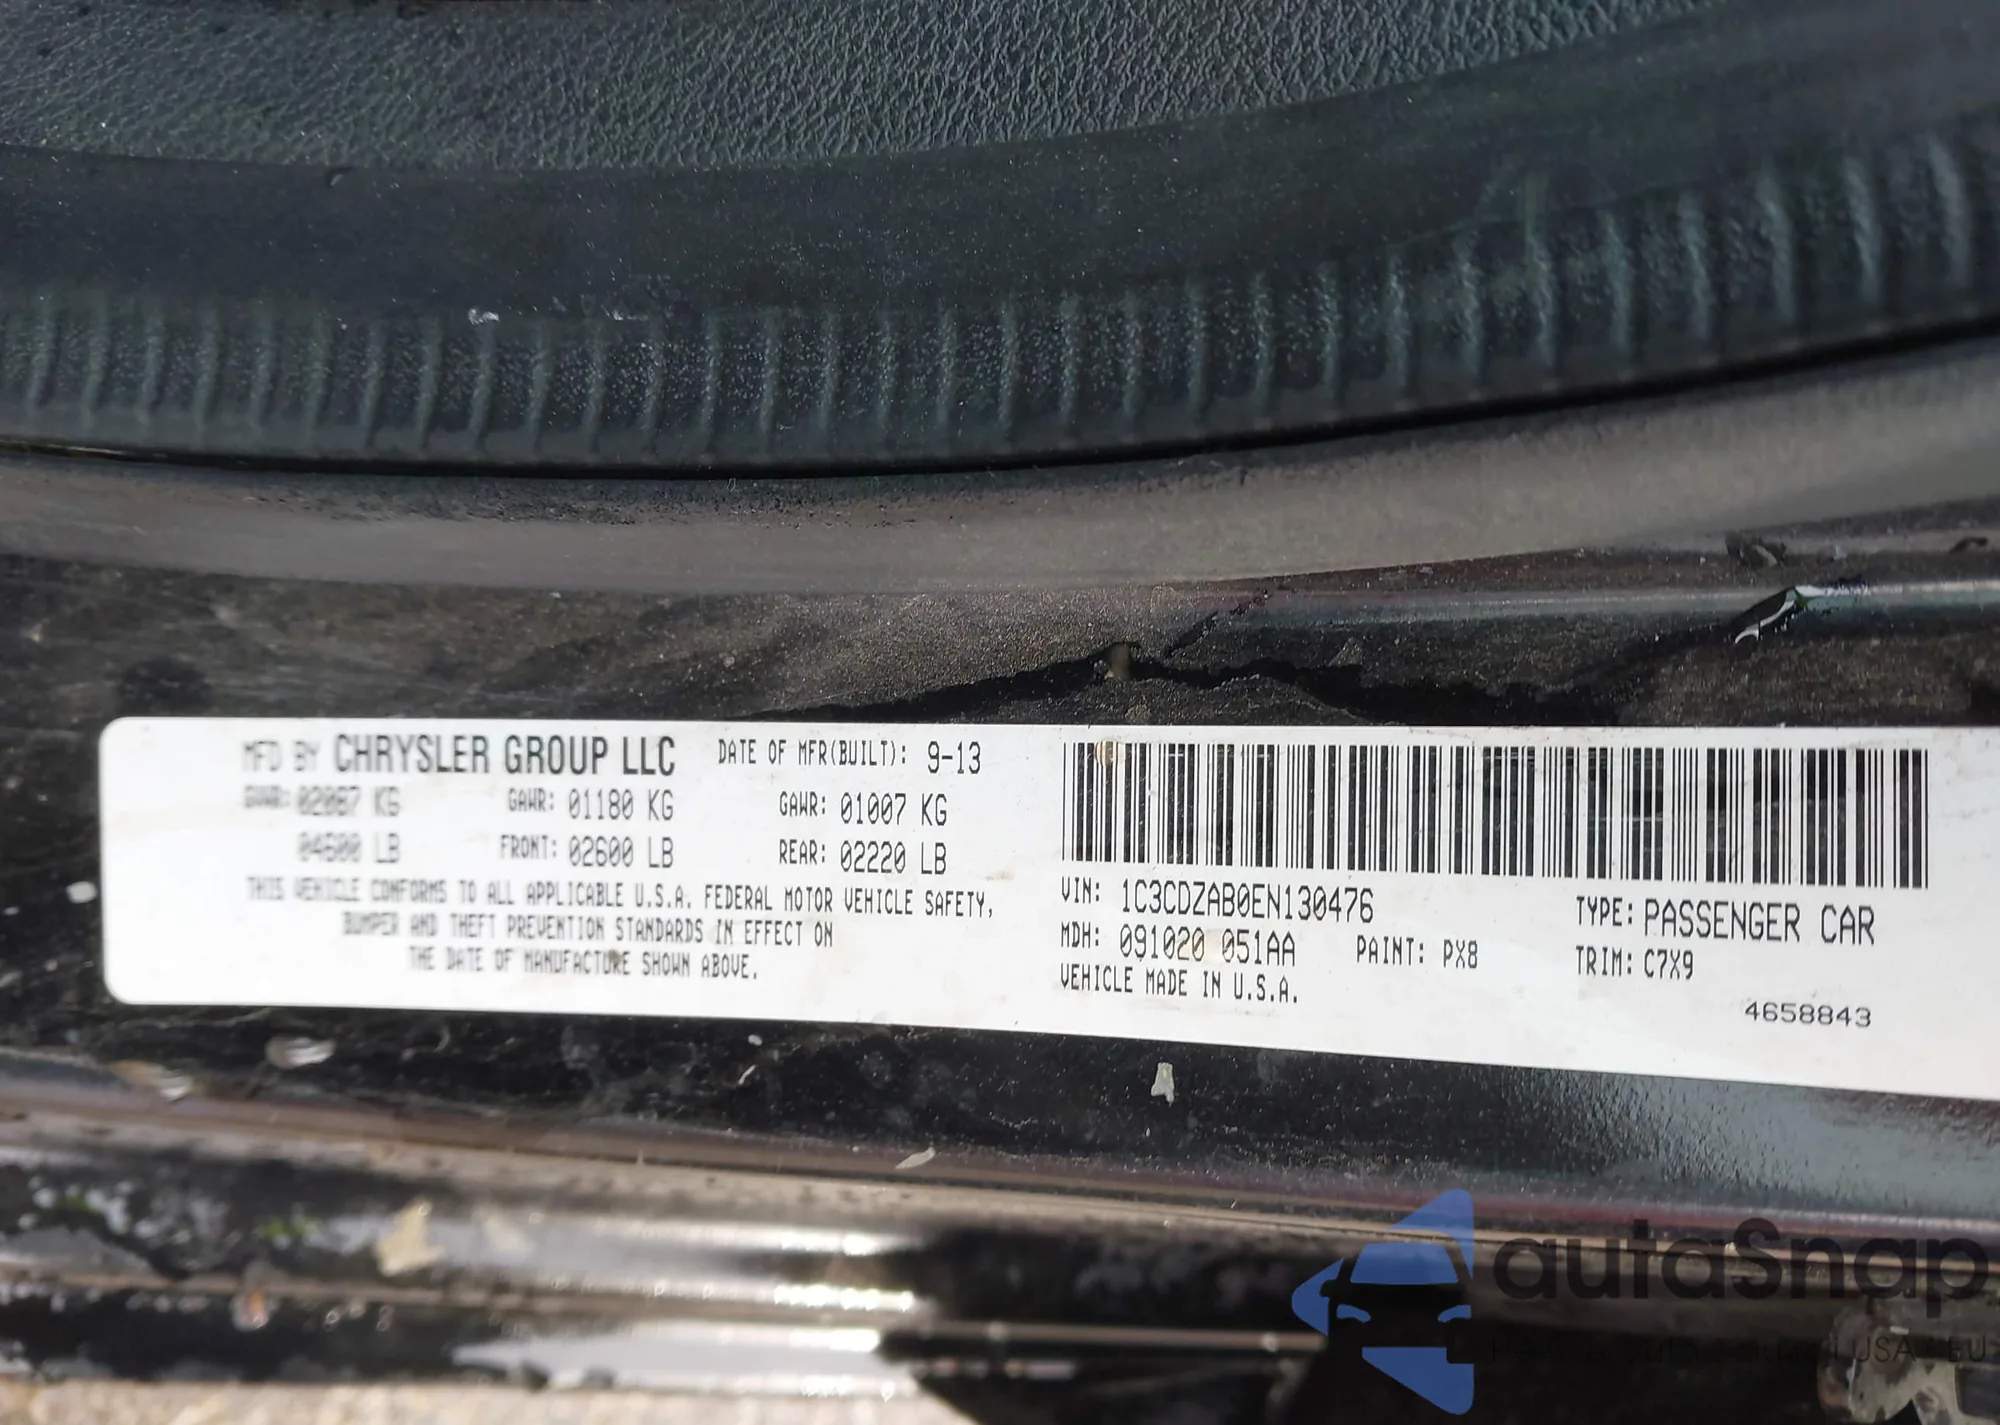 MFD BY CHRYSLER GROUP LLC DATE OF MFR(BUILT): 9-13
GVWR: 02087 KG GAWR: 01180 KG GAWR: 01007 KG
04600 LB FRONT: 02600 LB REAR: 02220 LB
THIS VEHICLE CONFORMS TO ALL APPLICABLE U.S.A. FEDERAL MOTOR VEHICLE SAFETY,
BUMPER AND THEFT PREVENTION STANDARDS IN EFFECT ON
THE DATE OF MANUFACTURE SHOWN ABOVE.
VIN: 1C3CDZAB0EN130476 TYPE: PASSENGER CAR
MDH: 091020 051AA PAINT: PX8 TRIM: C7X9
VEHICLE MADE IN U.S.A.
4658843
autaSnap
USA EU